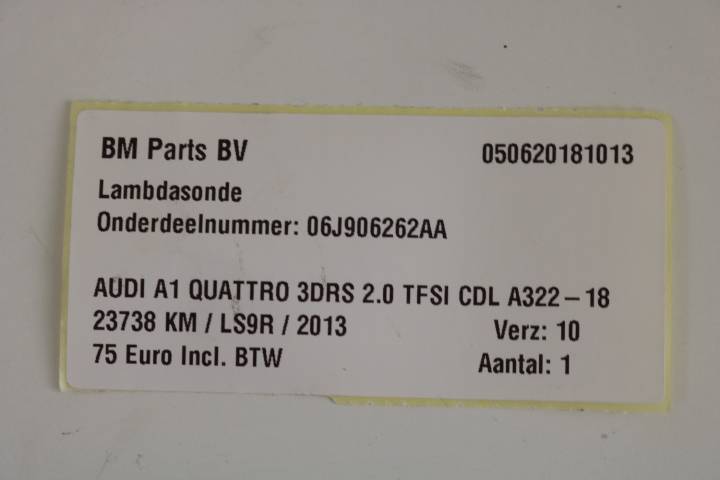 BM Parts BV 050620181013
Lambdasonde
Onderdeelnummer: 06J906262AA
AUDI A1 QUATTRO 3DRS 2.0 TFSI CDL A322-18
23738 KM / LS9R / 2013 Verz: 10
75 Euro Incl. BTW Aantal: 1